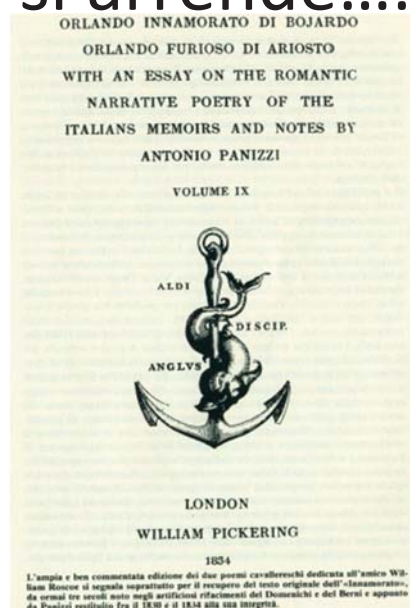 si arrende....
ORLANDO INNAMORATO DI BOJARDO
ORLANDO FURIOSO DI ARIOSTO
WITH AN ESSAY ON THE ROMANTIC
NARRATIVE POETRY OF THE
ITALIANS MEMOIRS AND NOTES BY
ANTONIO PANIZZI
VOLUME IX
ALDI
DISCIP.
ANGLVS
LONDON
WILLIAM PICKERING
1834
L'ampia e ben commentata edizione dei due poemi cavallereschi dedicata all'amico Wil-
liam Roscoe si segnala soprattutto per il recupero del testo originale dell'«Innamorato»,
da ormai tre secoli noto negli artificiosi rifacimenti del Domenichi e del Berni e appunto
da Panizzi restituito fra il 1830 e il 1834 alla sua integrità.